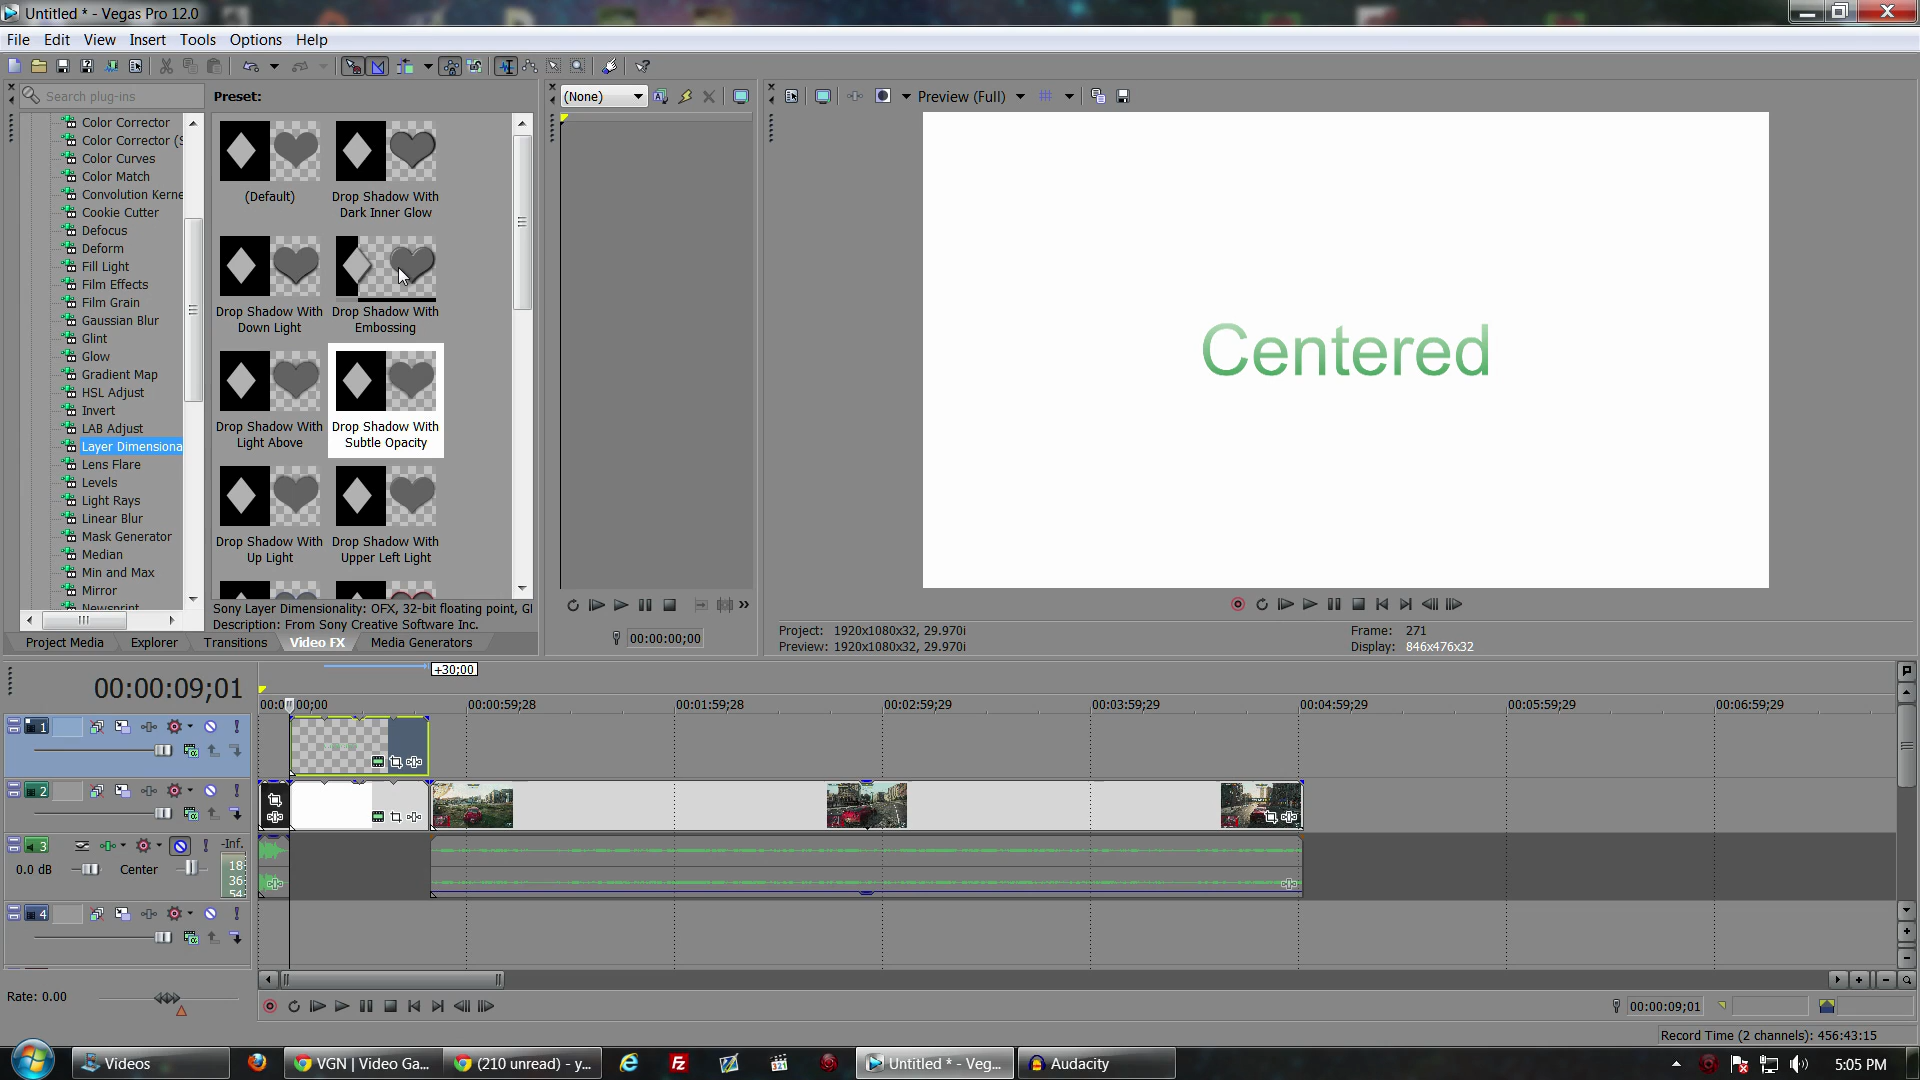 Untitled * - Vegas Pro 12.0
File Edit View Insert Tools Options Help
Search plug-ins
Preset:
(None)
Preview (Full)
Color Corrector
Color Corrector (S
Color Curves
Color Match
Convolution Kerne
Cookie Cutter
Defocus
Deform
Fill Light
Film Effects
Film Grain
Gaussian Blur
Glint
Glow
Gradient Map
HSL Adjust
Invert
LAB Adjust
Layer Dimensiona
Lens Flare
Levels
Light Rays
Linear Blur
Mask Generator
Median
Min and Max
Mirror
Newsprint
(Default)
Drop Shadow With
Dark Inner Glow
Drop Shadow With
Down Light
Drop Shadow With
Embossing
Drop Shadow With
Light Above
Drop Shadow With
Subtle Opacity
Drop Shadow With
Up Light
Drop Shadow With
Upper Left Light
Sony Layer Dimensionality: OFX, 32-bit floating point, G
Description: From Sony Creative Software Inc.
Project Media Explorer Transitions Video FX Media Generators
00:00:00;00
Centered
Project: 1920x1080x32, 29.970i
Preview: 1920x1080x32, 29.970i
Frame: 271
Display: 846x476x32
+30;00
00:00:09;01
00:0 00;00 00:00:59;28 00:01:59;28 00:02:59;29 00:03:59;29 00:04:59;29 00:05:59;29 00:06:59;29
1
2
3
-Inf.
0.0 dB
Center
18
36
54
4
Rate: 0.00
00:00:09;01
Record Time (2 channels): 456:43:15
Videos
VGN | Video Ga...
(210 unread) - y...
321
Untitled * - Veg...
Audacity
5:05 PM